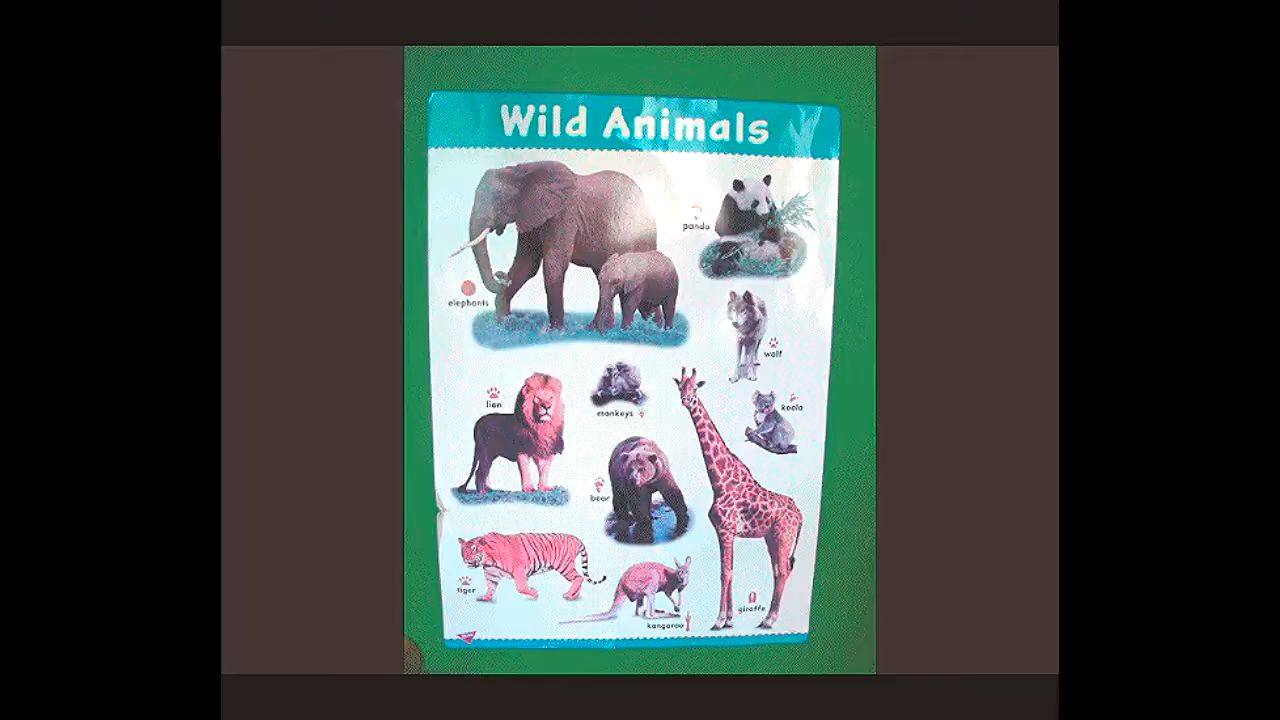 Wild Animals
panda
elephants
wolf
lion
monkeys
koala
bear
tiger
giraffe
kangaroo